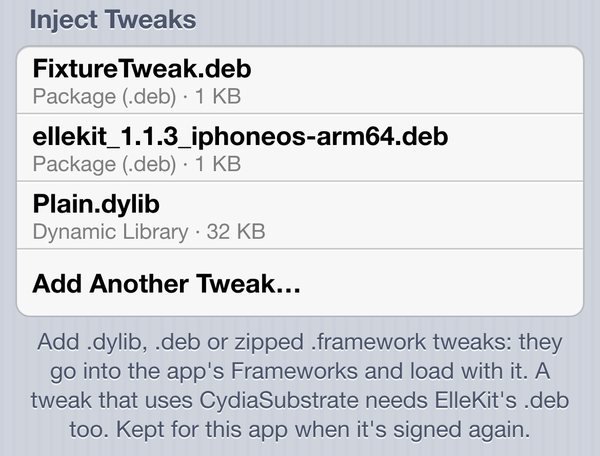 Inject Tweaks
FixtureTweak.deb
Package (.deb) · 1 KB
ellekit_1.1.3_iphoneos-arm64.deb
Package (.deb) · 1 KB
Plain.dylib
Dynamic Library · 32 KB
Add Another Tweak...
Add .dylib, .deb or zipped .framework tweaks: they
go into the app's Frameworks and load with it. A
tweak that uses CydiaSubstrate needs ElleKit's .deb
too. Kept for this app when it's signed again.